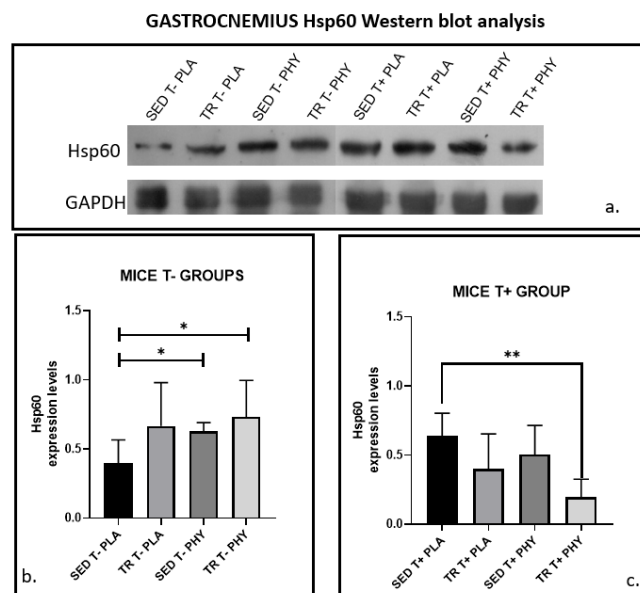 GASTROCNEMIUS Hsp60 Western blot analysis
SED T- PLA
TR T- PLA
SED T- PHY
TR T- PHY
SED T+ PLA
TR T+ PLA
SED T+ PHY
TR T+ PHY
Hsp60
GAPDH
a.
MICE T- GROUPS
Hsp60
expression levels
1.5
1.0
0.5
0.0
*
*
SED T- PLA
TR T- PLA
SED T- PHY
TR T- PHY
b.
MICE T+ GROUP
Hsp60
expression levels
1.5
1.0
0.5
0.0
**
SED T+ PLA
TR T+ PLA
SED T+ PHY
TR T+ PHY
c.